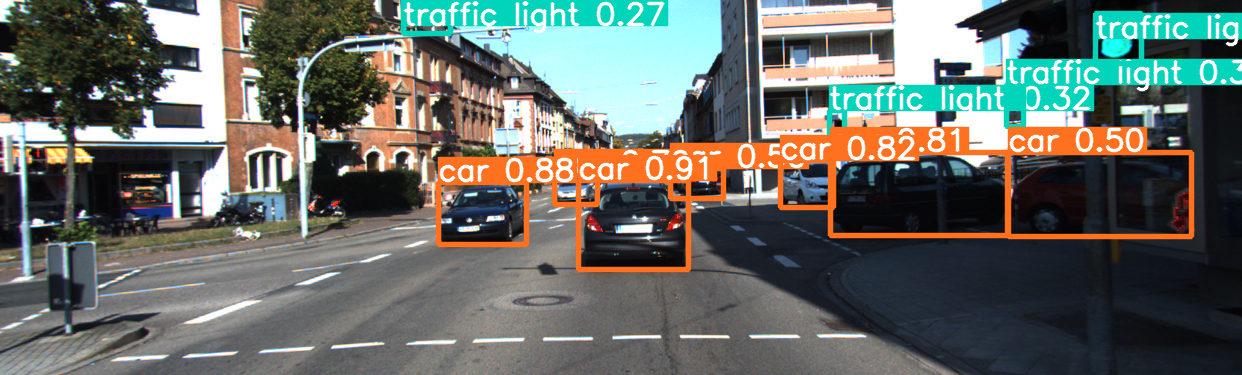 traffic light 0.27
traffic lig
traffic light 0.3
traffic light 0.32
car 0.88
car 0.91
car 0.82
.81
car 0.50